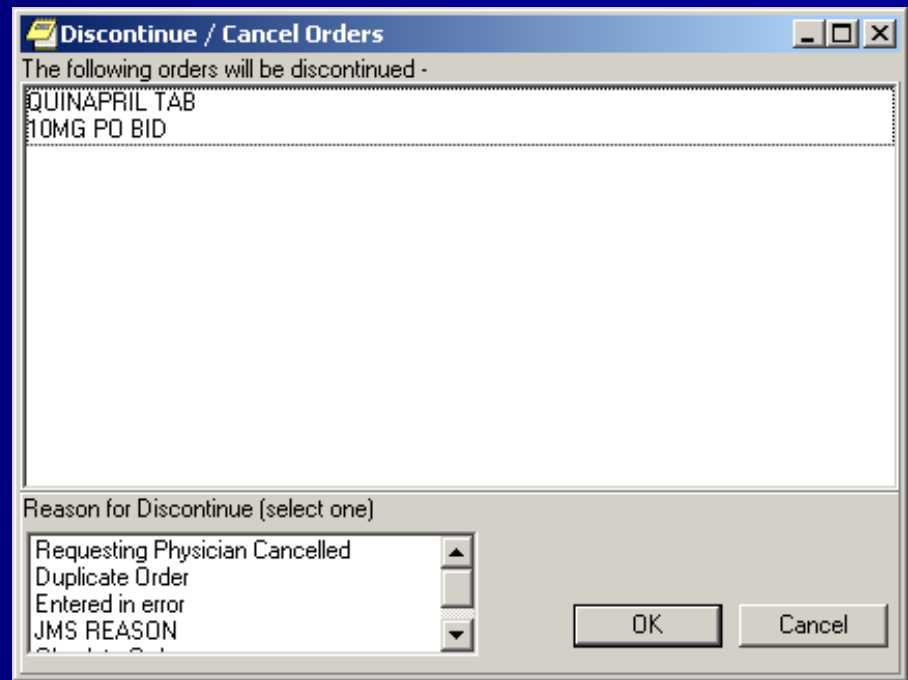 Discontinue / Cancel Orders
The following orders will be discontinued -
QUINAPRIL TAB
10MG PO BID
Reason for Discontinue (select one)
Requesting Physician Cancelled
Duplicate Order
Entered in error
JMS REASON
OK Cancel